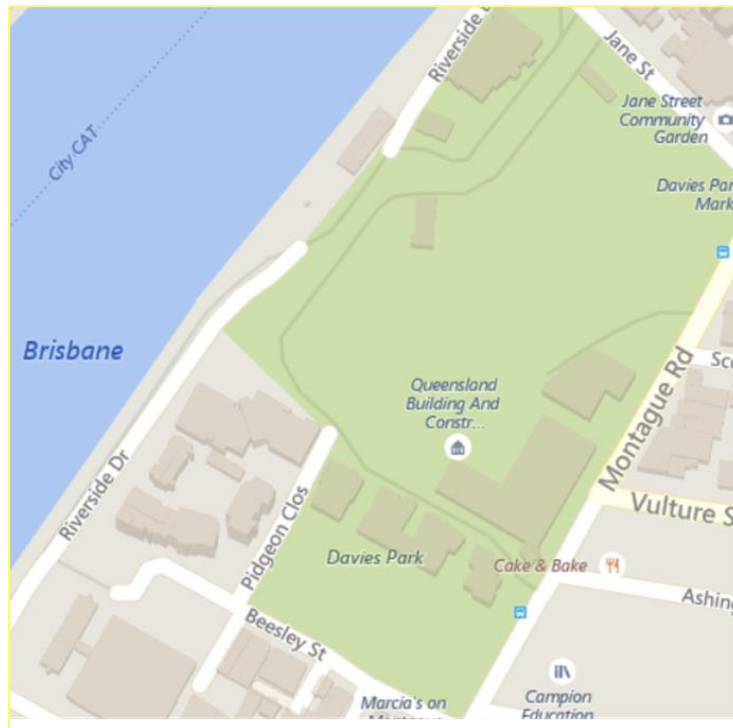 Riverside
Jane St
City CAT
Jane Street
Community
Garden
Davies
Brisbane
Montague Rd
Queensland
Building And
Constr...
Vulture
Riverside Dr
Pidgeon Clos
Davies Park
Cake & Bake
Beesley St
Marcia's on
Campion
Education